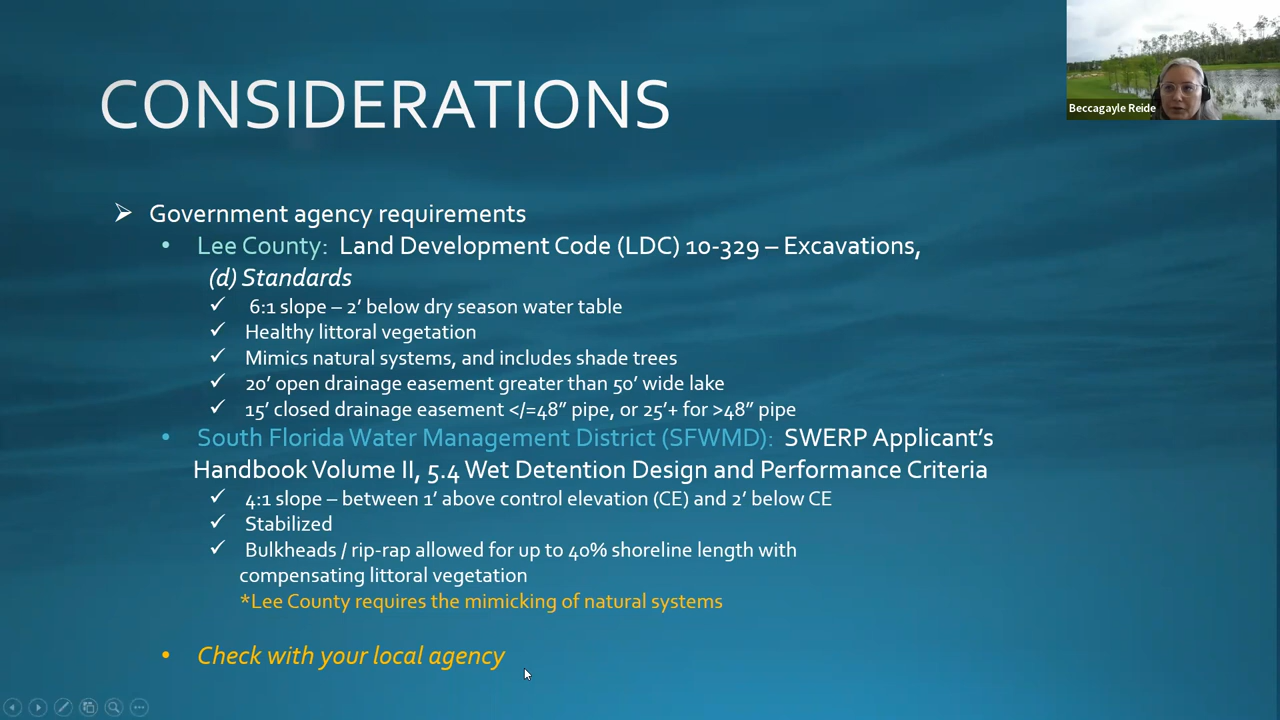 CONSIDERATIONS
Beccagayle Reide
➢ Government agency requirements
• Lee County: Land Development Code (LDC) 10-329 – Excavations,
(d) Standards
✓ 6:1 slope – 2’ below dry season water table
✓ Healthy littoral vegetation
✓ Mimics natural systems, and includes shade trees
✓ 20’ open drainage easement greater than 50’ wide lake
✓ 15’ closed drainage easement </=48” pipe, or 25’+ for >48” pipe
• South Florida Water Management District (SFWMD): SWERP Applicant’s
Handbook Volume II, 5.4 Wet Detention Design and Performance Criteria
✓ 4:1 slope – between 1’ above control elevation (CE) and 2’ below CE
✓ Stabilized
✓ Bulkheads / rip-rap allowed for up to 40% shoreline length with
compensating littoral vegetation
*Lee County requires the mimicking of natural systems
• Check with your local agency